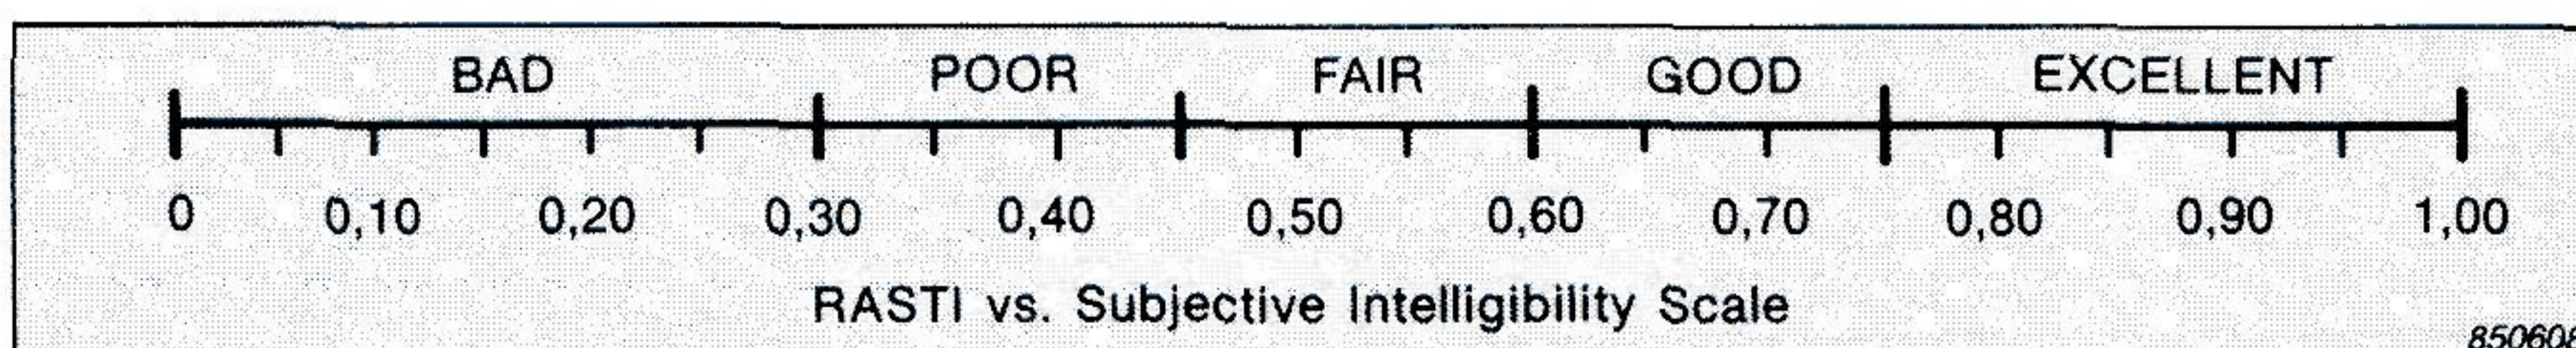 BAD POOR FAIR GOOD EXCELLENT
0 0,10 0,20 0,30 0,40 0,50 0,60 0,70 0,80 0,90 1,00
RASTI vs. Subjective Intelligibility Scale